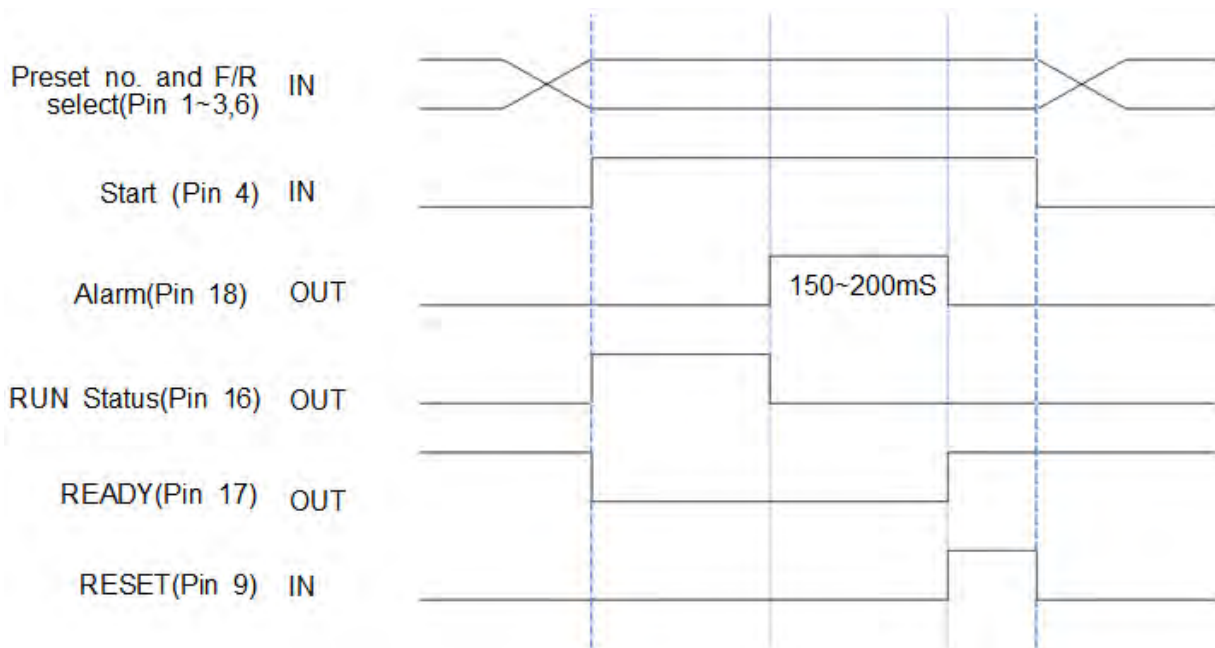 Preset no. and F/R
select(Pin 1~3,6) IN
Start (Pin 4) IN
Alarm(Pin 18) OUT
150~200mS
RUN Status(Pin 16) OUT
READY(Pin 17) OUT
RESET(Pin 9) IN